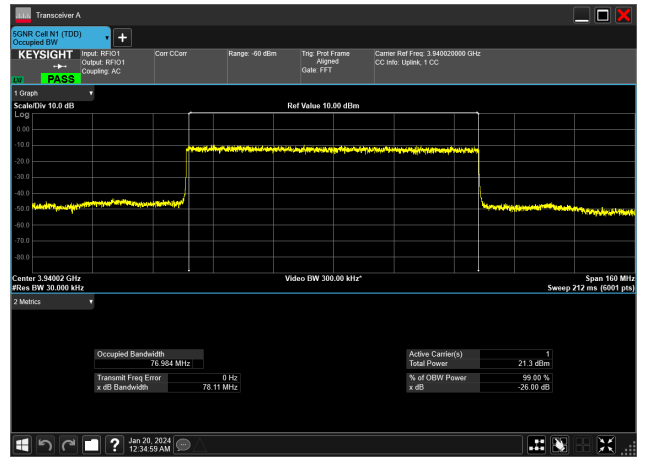 Transceiver A
5GNR Cell N1 (TDD)
Occupied BW
+
KEYSIGHT
LV PASS
Input: RFIO1
Output: RFIO1
Coupling: AC
Corr CCorr
Range: -60 dBm
Trig: Prot Frame
Aligned
Gate: FFT
Carrier Ref Freq: 3.940020000 GHz
CC Info: Uplink, 1 CC
1 Graph
Scale/Div 10.0 dB
Ref Value 10.00 dBm
Log
0.00
-10.0
-20.0
-30.0
-40.0
-50.0
-60.0
-70.0
-80.0
Center 3.94002 GHz
Video BW 300.00 kHz*
Span 160 MHz
#Res BW 30.000 kHz
Sweep 212 ms (6001 pts)
2 Metrics
Occupied Bandwidth
76.984 MHz
Active Carrier(s) 1
Total Power 21.3 dBm
Transmit Freq Error 0 Hz
x dB Bandwidth 78.11 MHz
% of OBW Power 99.00 %
x dB -26.00 dB
?
Jan 20, 2024
12:34:59 AM